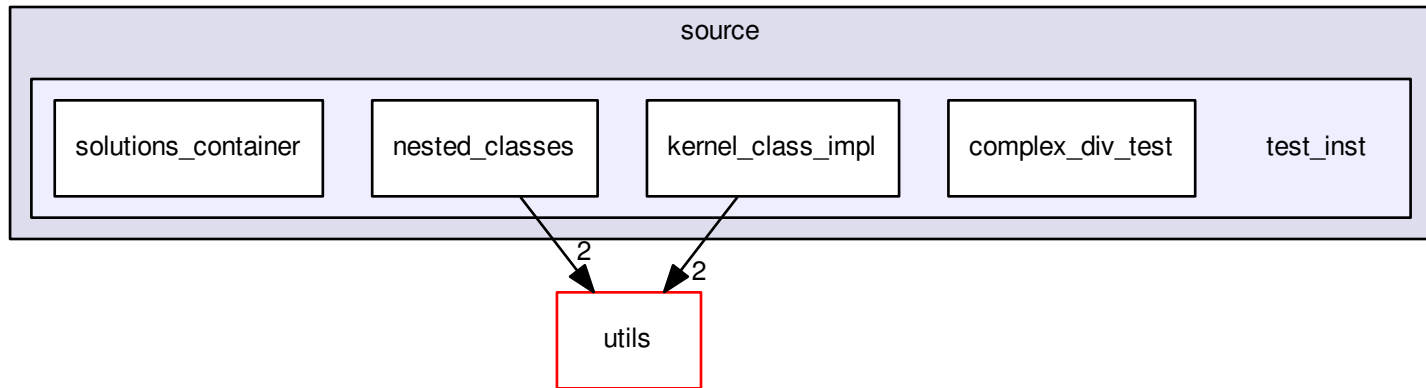 source
solutions_container
nested_classes
kernel_class_impl
complex_div_test
test_inst
2
2
utils